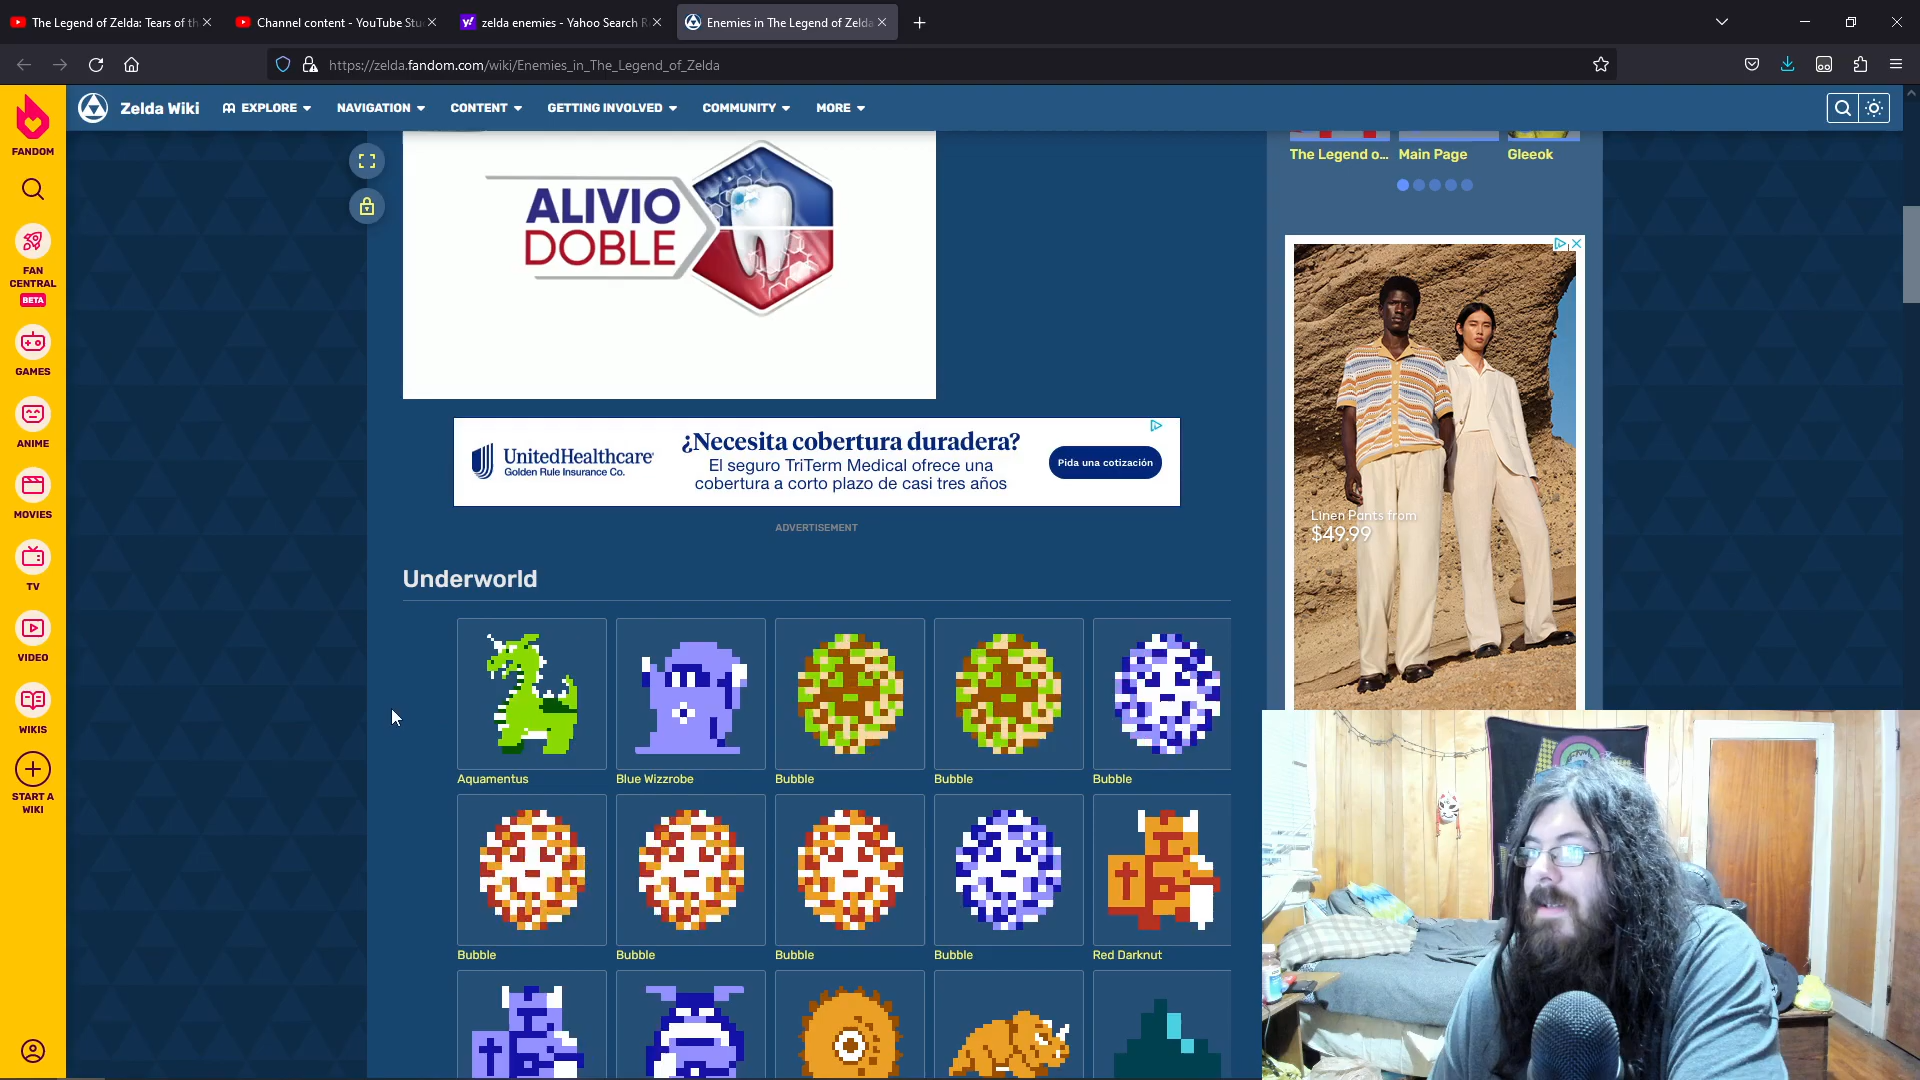 The Legend of Zelda: Tears of th
Channel content - YouTube Stu
zelda enemies - Yahoo Search R
Enemies in The Legend of Zelda
https://zelda.fandom.com/wiki/Enemies_in_The_Legend_of_Zelda
FANDOM
FAN
CENTRAL
BETA
GAMES
ANIME
MOVIES
TV
VIDEO
WIKIS
START A
WIKI
Zelda Wiki
EXPLORE
NAVIGATION
CONTENT
GETTING INVOLVED
COMMUNITY
MORE
ALIVIO
DOBLE
UnitedHealthcare
Golden Rule Insurance Co.
¿Necesita cobertura duradera?
El seguro TriTerm Medical ofrece una
cobertura a corto plazo de casi tres años
Pida una cotización
ADVERTISEMENT
Underworld
Aquamentus
Blue Wizzrobe
Bubble
Bubble
Bubble
Bubble
Bubble
Bubble
Bubble
Red Darknut
The Legend o...
Main Page
Gleeok
Linen Pants from
$49.99